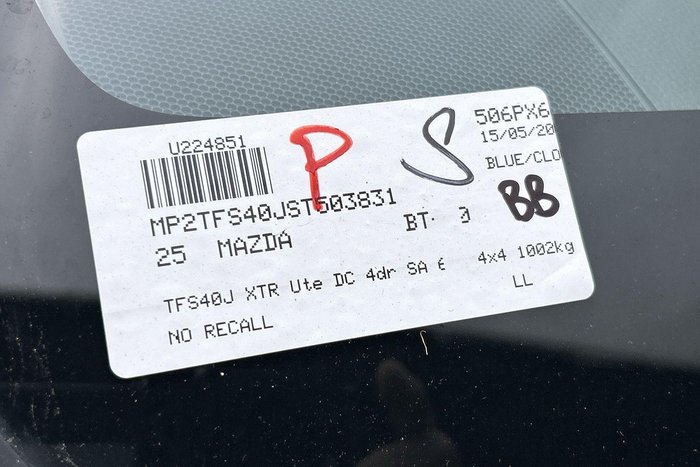 U224851
P
S
506PX6
15/05/20
BLUE/CLO
BB
MP2TFS40JST503831
25 MAZDA
BT· 0
TFS40J XTR Ute DC 4dr SA 6
4x4 1002kg
LL
NO RECALL